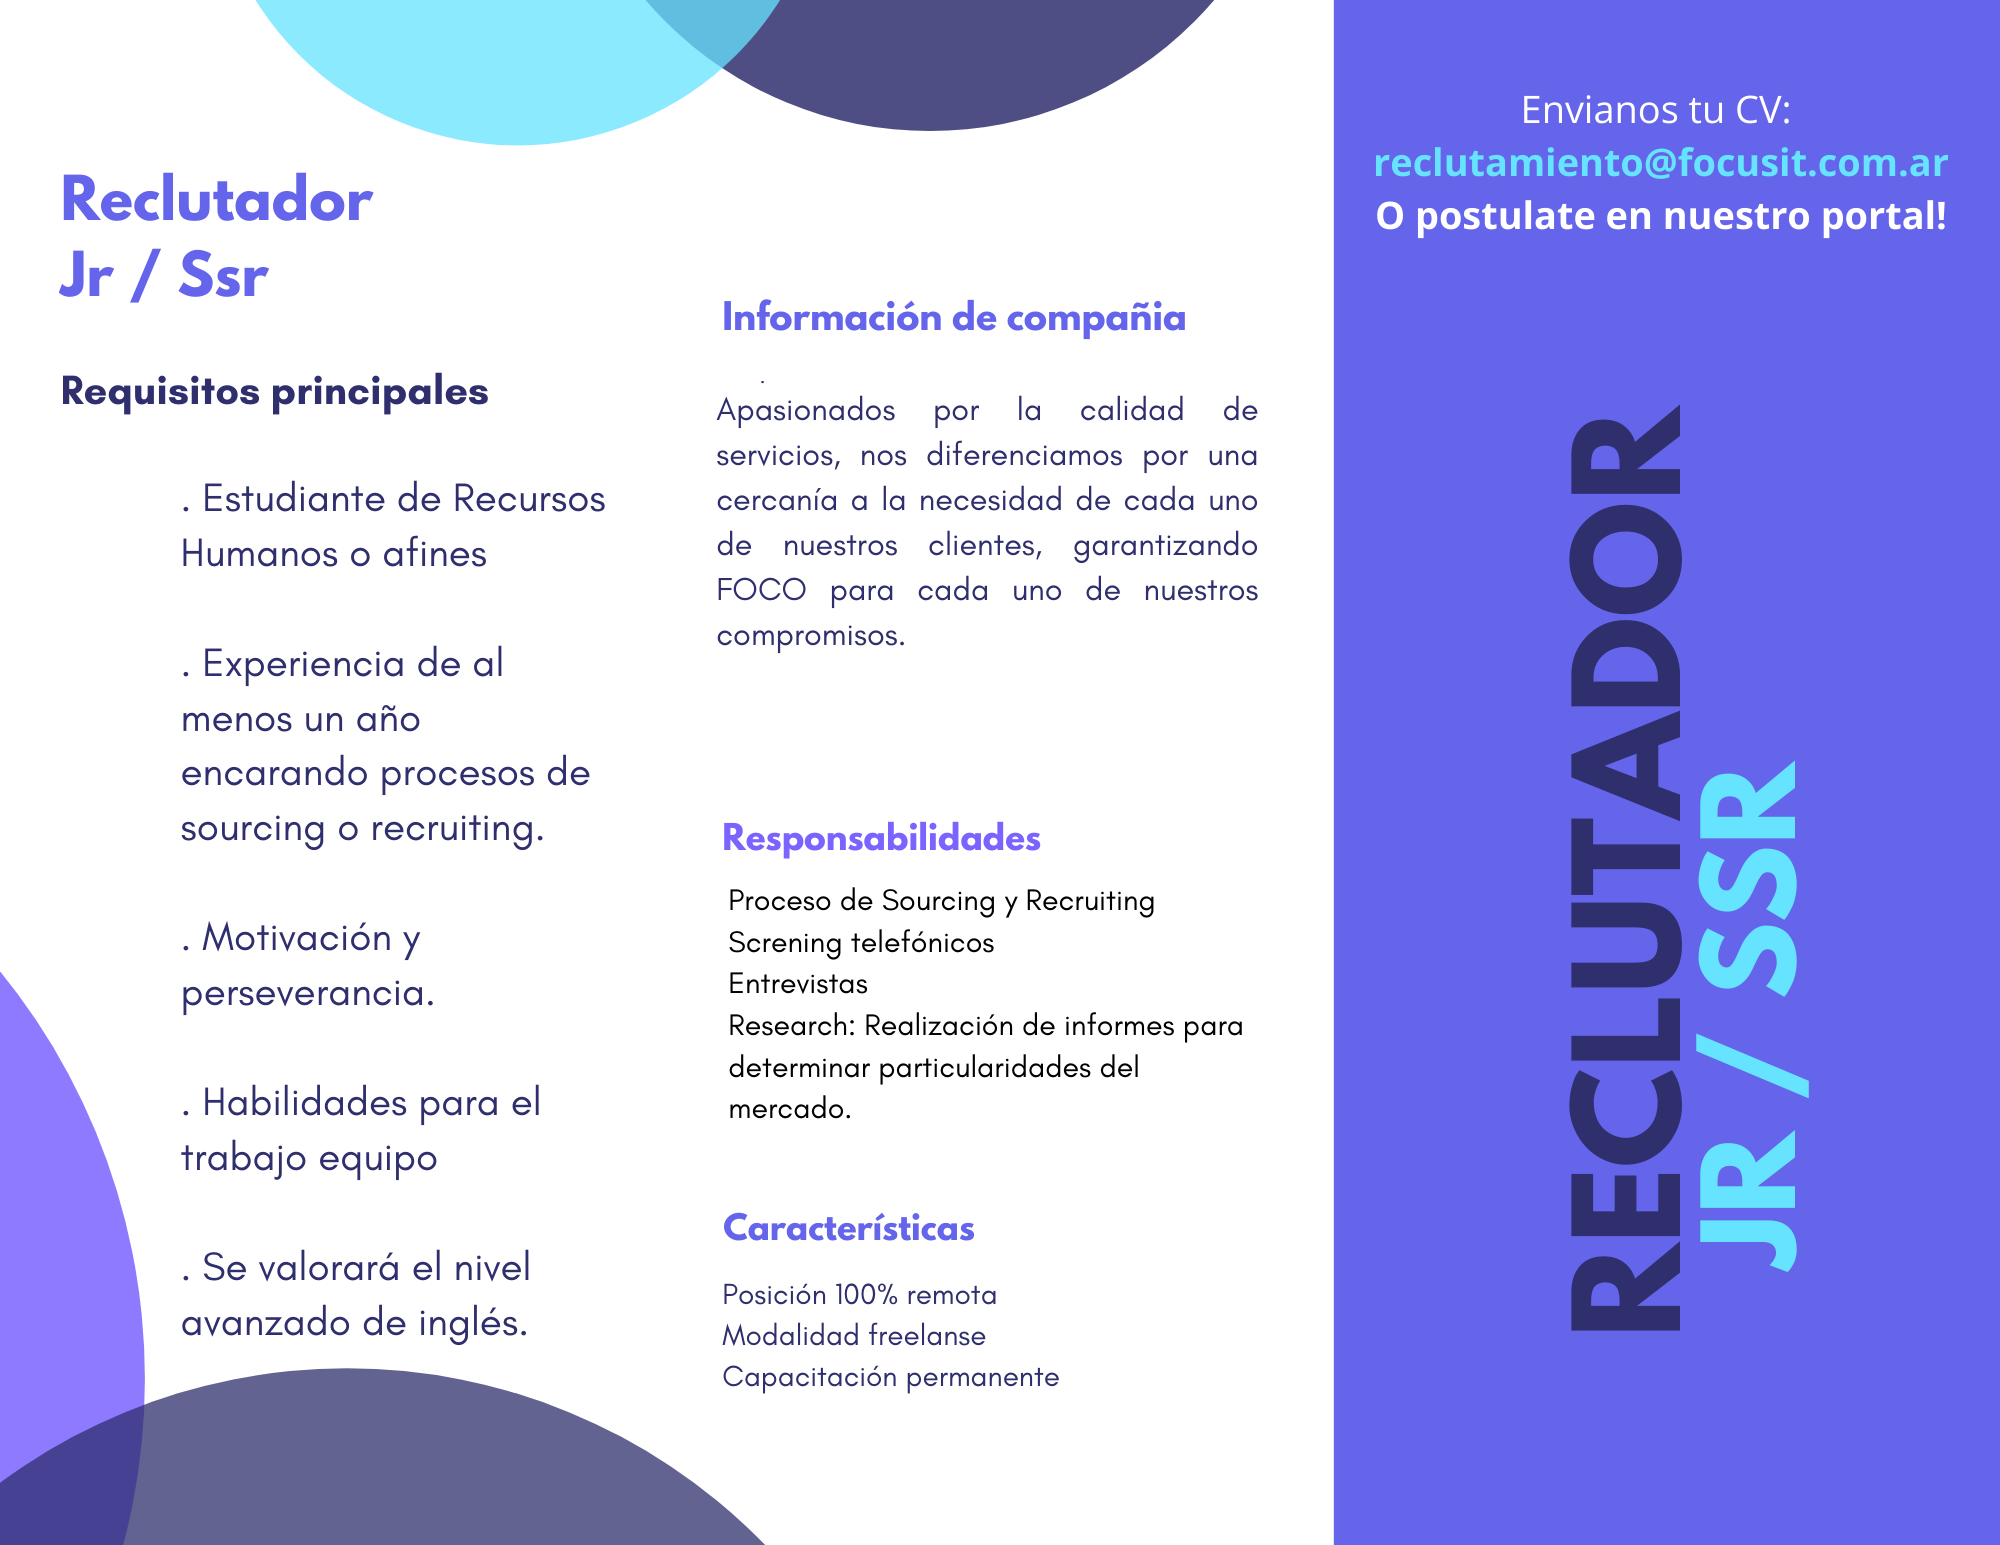 Reclutador
Jr / Ssr
Requisitos principales
. Estudiante de Recursos
Humanos o afines
. Experiencia de al
menos un año
encarando procesos de
sourcing o recruiting.
. Motivación y
perseverancia.
. Habilidades para el
trabajo equipo
. Se valorará el nivel
avanzado de inglés.
Información de compañia
.
Apasionados por la calidad de
servicios, nos diferenciamos por una
cercanía a la necesidad de cada uno
de nuestros clientes, garantizando
FOCO para cada uno de nuestros
compromisos.
Responsabilidades
Proceso de Sourcing y Recruiting
Screning telefónicos
Entrevistas
Research: Realización de informes para
determinar particularidades del
mercado.
Características
Posición 100% remota
Modalidad freelanse
Capacitación permanente
Envianos tu CV:
reclutamiento@focusit.com.ar
O postulate en nuestro portal!
RECLUTADOR
JR / SSR